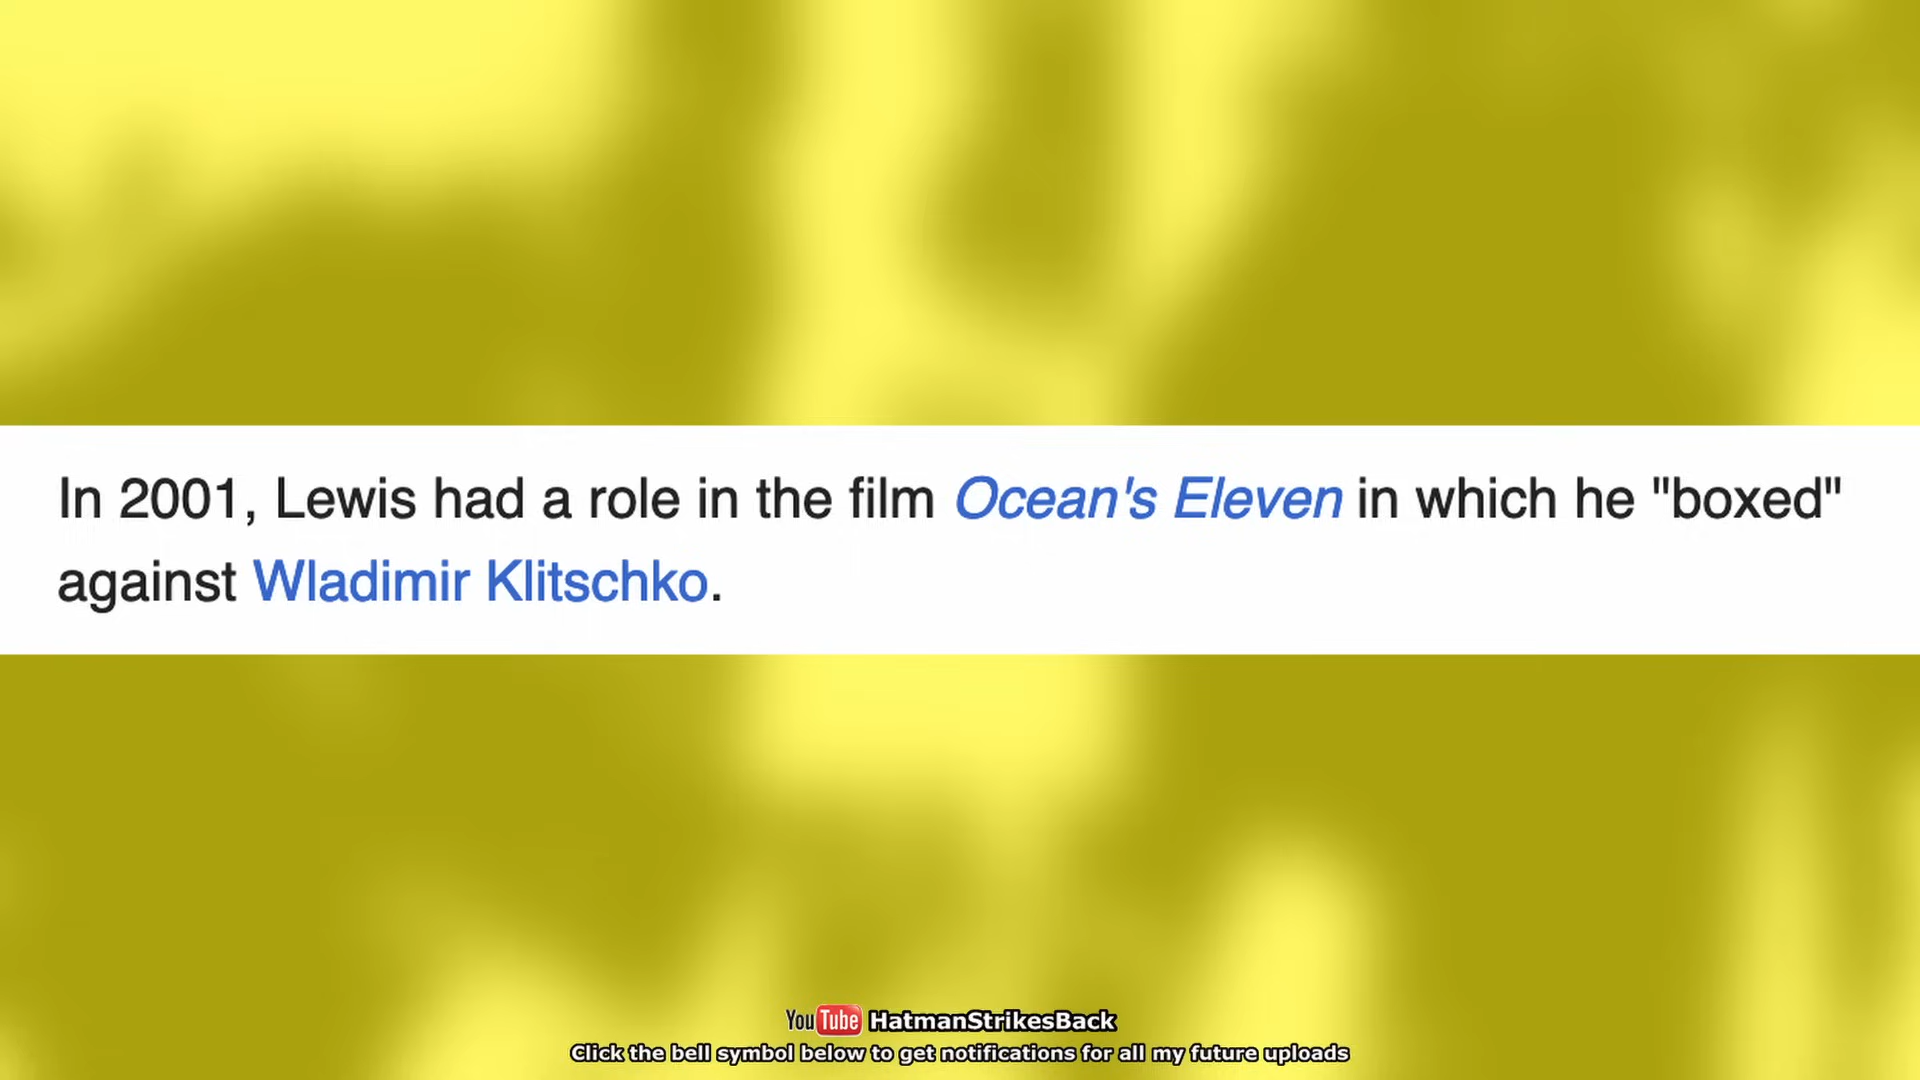 In 2001, Lewis had a role in the film Ocean's Eleven in which he "boxed"
against Wladimir Klitschko.
YouTube HatmanStrikesBack
Click the bell symbol below to get notifications for all my future uploads